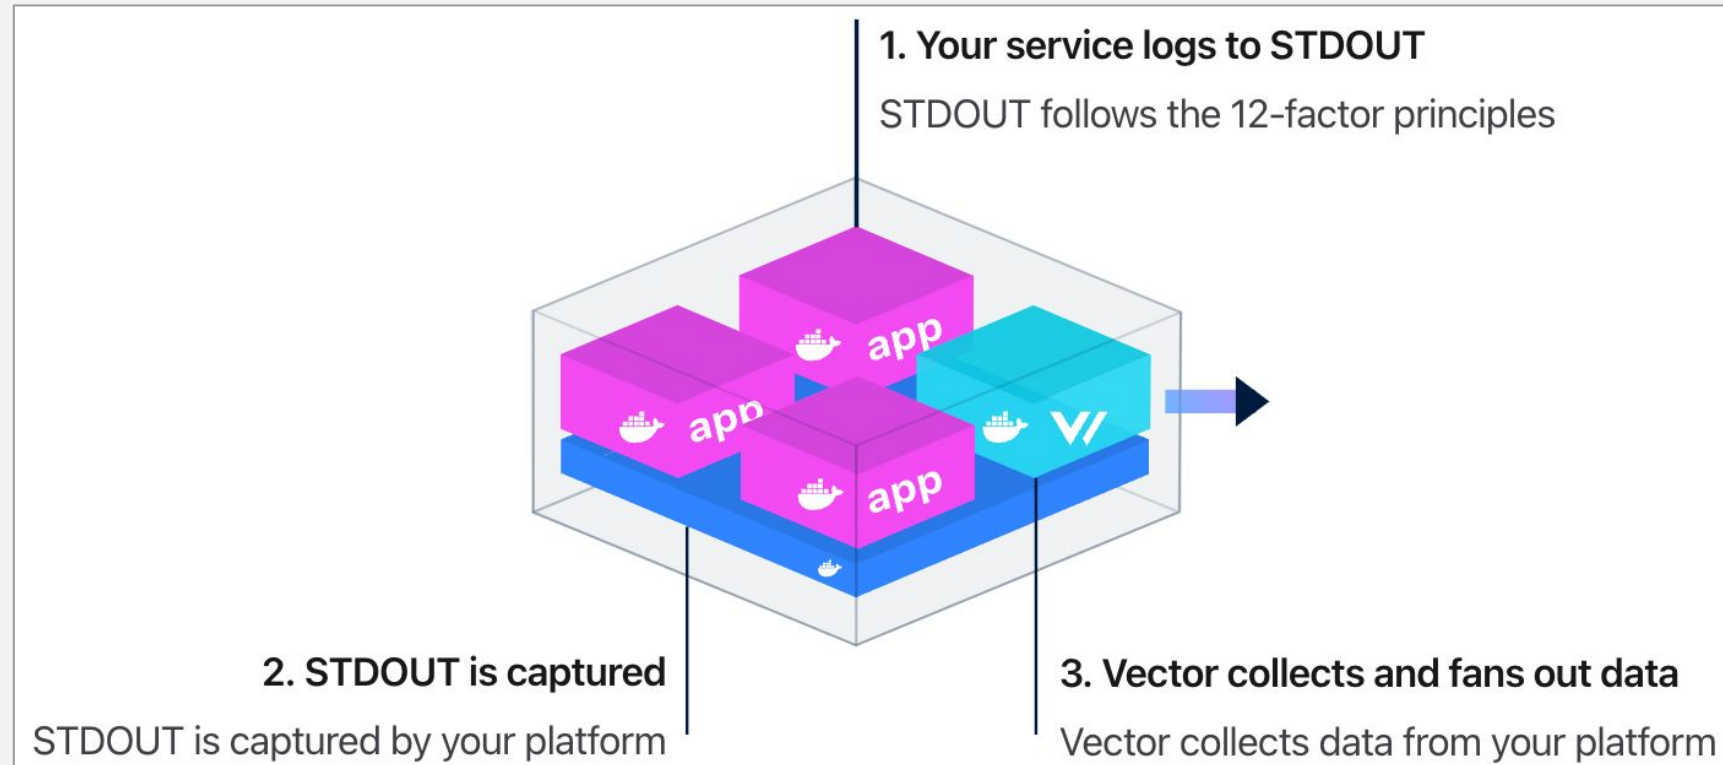 1. Your service logs to STDOUT
STDOUT follows the 12-factor principles
app
app
app
2. STDOUT is captured
STDOUT is captured by your platform
3. Vector collects and fans out data
Vector collects data from your platform